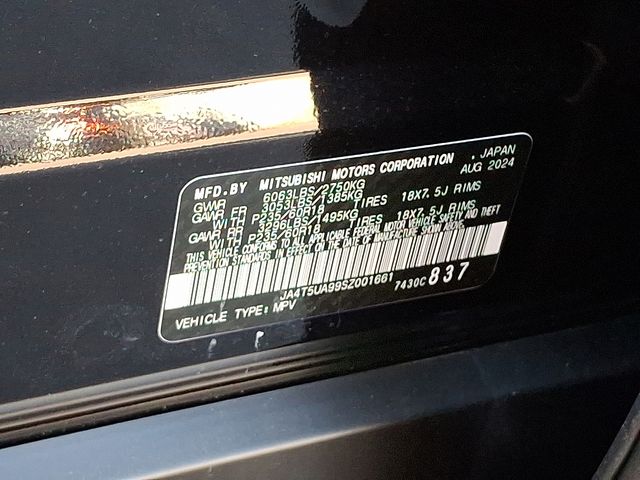 MFD.BY MITSUBISHI MOTORS CORPORATION , JAPAN
GVWR 6063LBS/2750KG AUG 2024
GAWR FR 3053LBS/1385KG
WITH P235/60R18 TIRES 18X7.5J RIMS
GAWR RR 3296LBS/1495KG
WITH P235/60R18 TIRES 18X7.5J RIMS
THIS VEHICLE CONFORMS TO ALL APPLICABLE FEDERAL MOTOR VEHICLE SAFETY AND THEFT
PREVENTION STANDARDS IN EFFECT ON THE DATE OF MANUFACTURE SHOWN ABOVE.
JA4T5UA99SZ001661 7430C 837
VEHICLE TYPE: MPV